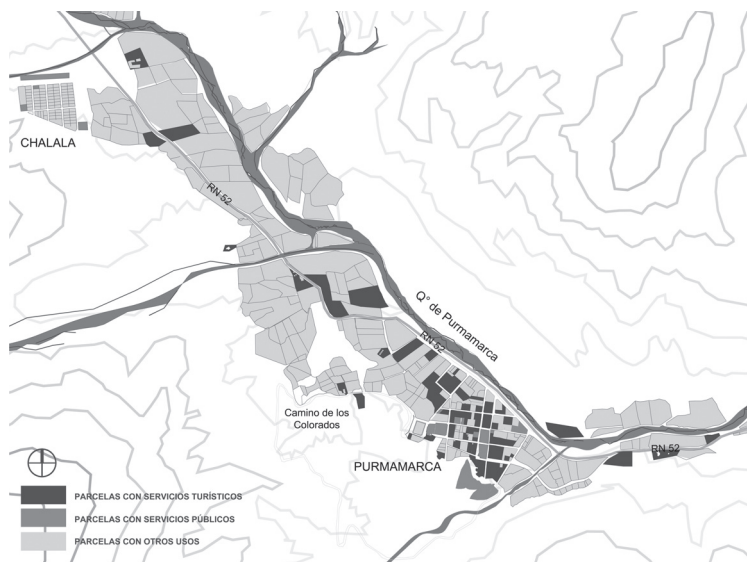 CHALALA
RN 52
Q° de Purmamarca
RN 52
Camino de los
Colorados
PURMAMARCA
RN 52
PARCELAS CON SERVICIOS TURÍSTICOS
PARCELAS CON SERVICIOS PÚBLICOS
PARCELAS CON OTROS USOS